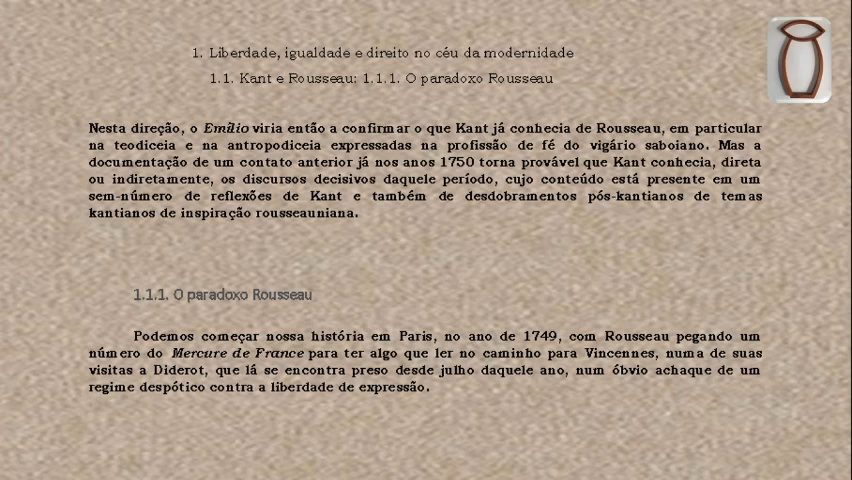 1. Liberdade, igualdade e direito no céu da modernidade
1.1. Kant e Rousseau: 1.1.1. O paradoxo Rousseau
Nesta direção, o Emílio viria então a confirmar o que Kant já conhecia de Rousseau, em particular
na teodiceia e na antropodiceia expressadas na profissão de fé do vigário saboiano. Mas a
documentação de um contato anterior já nos anos 1750 torna provável que Kant conhecia, direta
ou indiretamente, os discursos decisivos daquele período, cujo conteúdo está presente em um
sem-número de reflexões de Kant e também de desdobramentos pós-kantianos de temas
kantianos de inspiração rousseauniana.
1.1.1. O paradoxo Rousseau
Podemos começar nossa história em Paris, no ano de 1749, com Rousseau pegando um
número do Mercure de France para ter algo que ler no caminho para Vincennes, numa de suas
visitas a Diderot, que lá se encontra preso desde julho daquele ano, num óbvio achaque de um
regime despótico contra a liberdade de expressão.